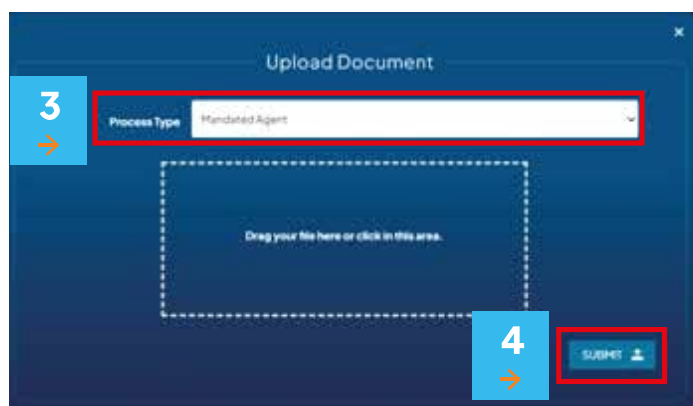 ×
Upload Document
3
→
Process Type
Mandated Agent
Drag your file here or click in this area.
4
→
SUBMIT